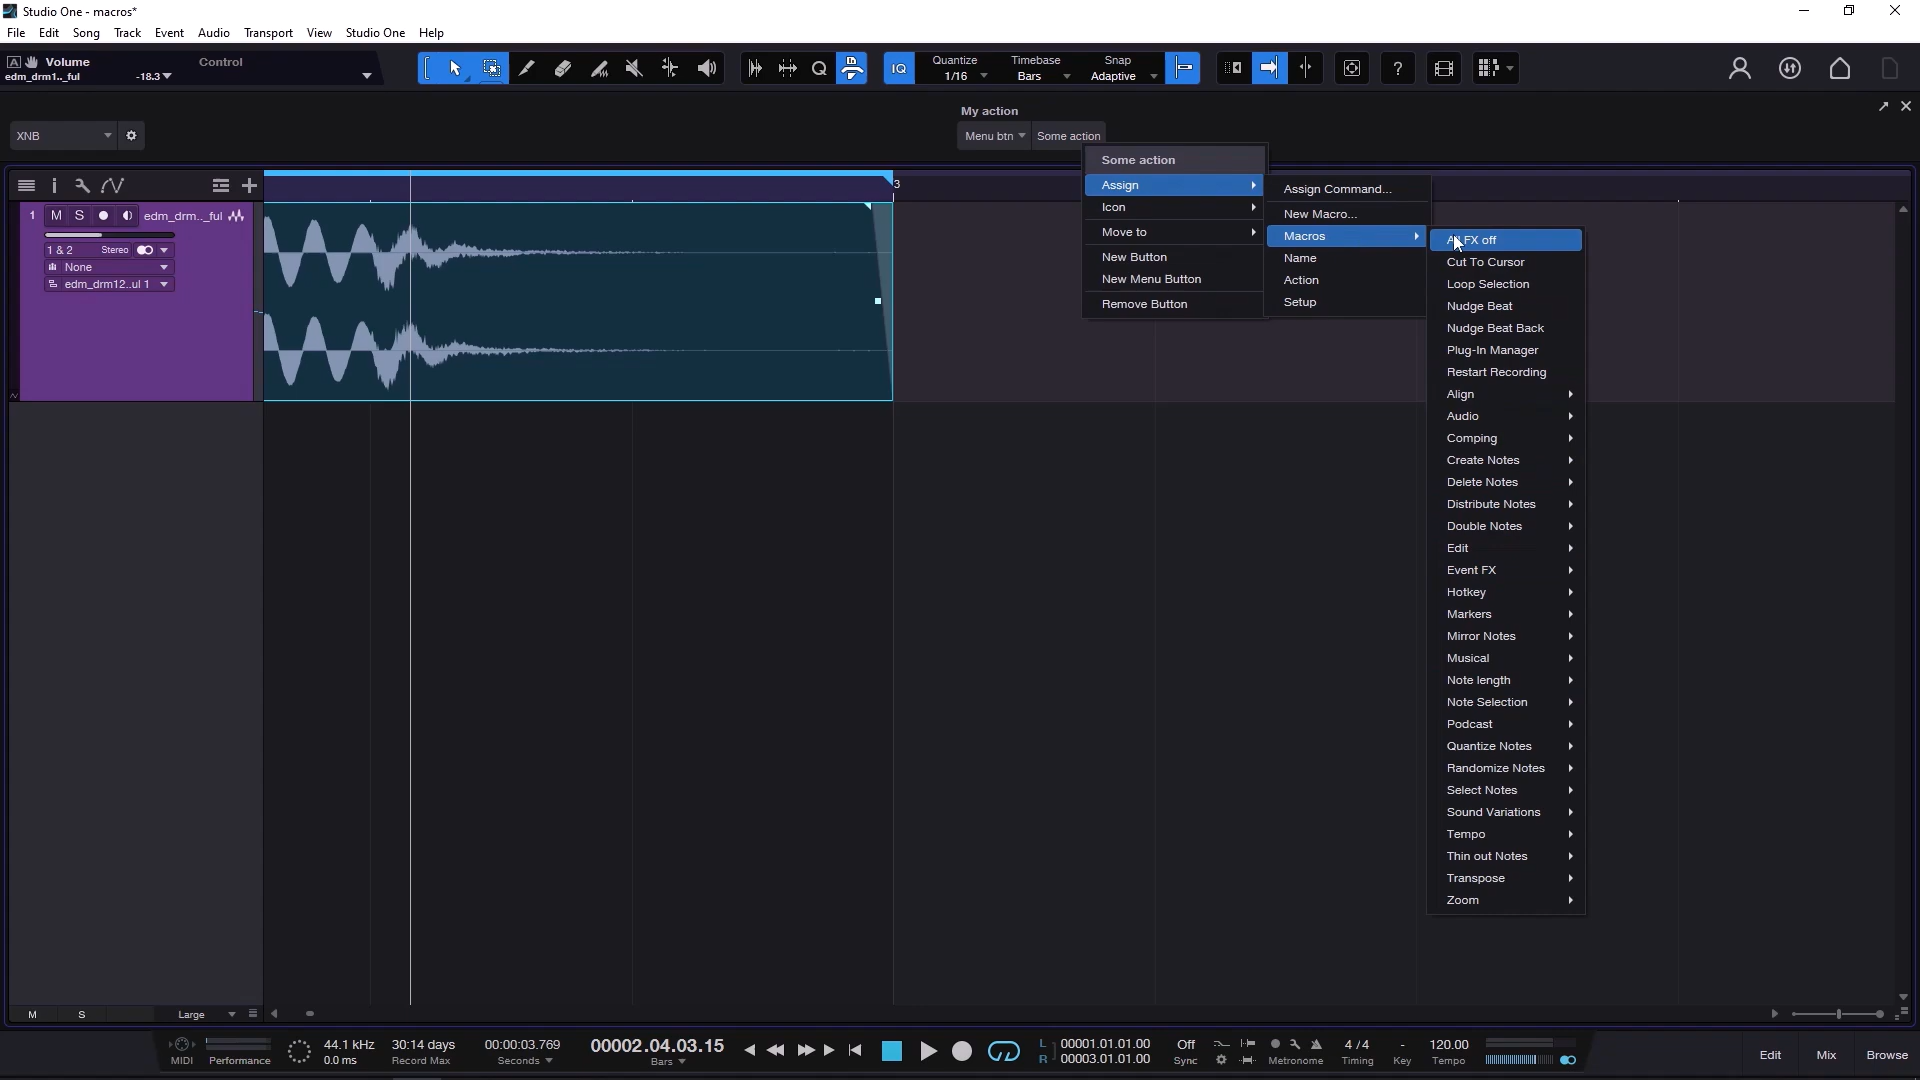 Studio One - macros*
File Edit Song Track Event Audio Transport View Studio One Help
A Volume Control
edm_drm1.._ful -18.3
IQ
Quantize Timebase Snap
1/16 Bars Adaptive
?
My action
XNB
Menu btn Some action
Some action
Assign
Icon
Move to
New Button
New Menu Button
Remove Button
Assign Command...
New Macro...
Macros
Name
Action
Setup
FX off
Cut To Cursor
Loop Selection
Nudge Beat
Nudge Beat Back
Plug-In Manager
Restart Recording
Align
Audio
Comping
Create Notes
Delete Notes
Distribute Notes
Double Notes
Edit
Event FX
Hotkey
Markers
Mirror Notes
Musical
Note length
Note Selection
Podcast
Quantize Notes
Randomize Notes
Select Notes
Sound Variations
Tempo
Thin out Notes
Transpose
Zoom
3
1 M S edm_drm.._ful
1 & 2 Stereo
None
edm_drm12..ul 1
M S Large
MIDI
Performance
44.1 kHz
0.0 ms
30:14 days
Record Max
00:00:03.769
Seconds
00002.04.03.15
Bars
L 00001.01.01.00
R 00003.01.01.00
Off
Sync
Metronome
4 / 4
Timing
-
Key
120.00
Tempo
Edit Mix Browse